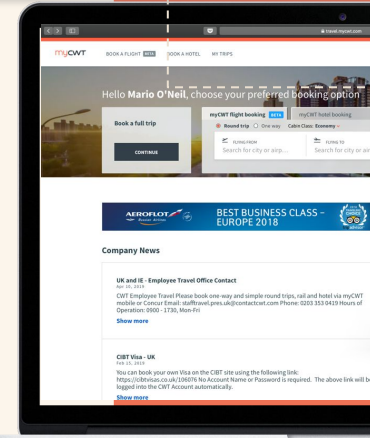 travel.mycwt.com
myCWT
BOOK A FLIGHT BETA BOOK A HOTEL MY TRIPS
Hello Mario O'Neil, choose your preferred booking option
Book a full trip
CONTINUE
myCWT flight booking BETA myCWT hotel booking
Round trip One way Cabin Class: Economy
FLYING FROM
Search for city or airp...
FLYING TO
Search for city or air
AEROFLOT
Russian Airlines
BEST BUSINESS CLASS –
EUROPE 2018
Company News
UK and IE - Employee Travel Office Contact
Apr 10, 2019
CWT Employee Travel Please book one-way and simple round trips, rail and hotel via myCWT
mobile or Concur Email: stafftravel.pres.uk@contactcwt.com Phone: 0203 353 0419 Hours of
Operation: 0900 - 1730, Mon-Fri
Show more
CIBT Visa - UK
Feb 15, 2019
You can book your own Visa on the CIBT site using the following link:
https://cibtvisas.co.uk/106076 No Account Name or Password is required. The above link will be
logged into the CWT Account automatically.
Show more